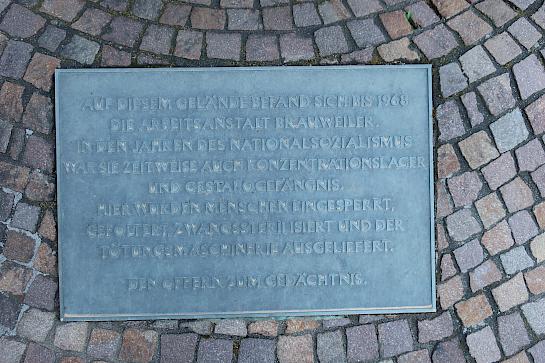 AUF DIESEM GELÄNDE BEFAND SICH BIS 1968
DIE ARBEITSANSTALT BRAUWEILER.
IN DEN JAHREN DES NATIONALSOZIALISMUS
WAR SIE ZEITWEISE AUCH KONZENTRATIONSLAGER
UND GESTAPOGEFÄNGNIS.
HIER WURDEN MENSCHEN EINGESPERRT,
GEFOLTERT, ZWANGSSTERILISIERT UND DER
TÖTUNGSMASCHINERIE AUSGELIEFERT.
DEN OPFERN ZUM GEDÄCHTNIS.